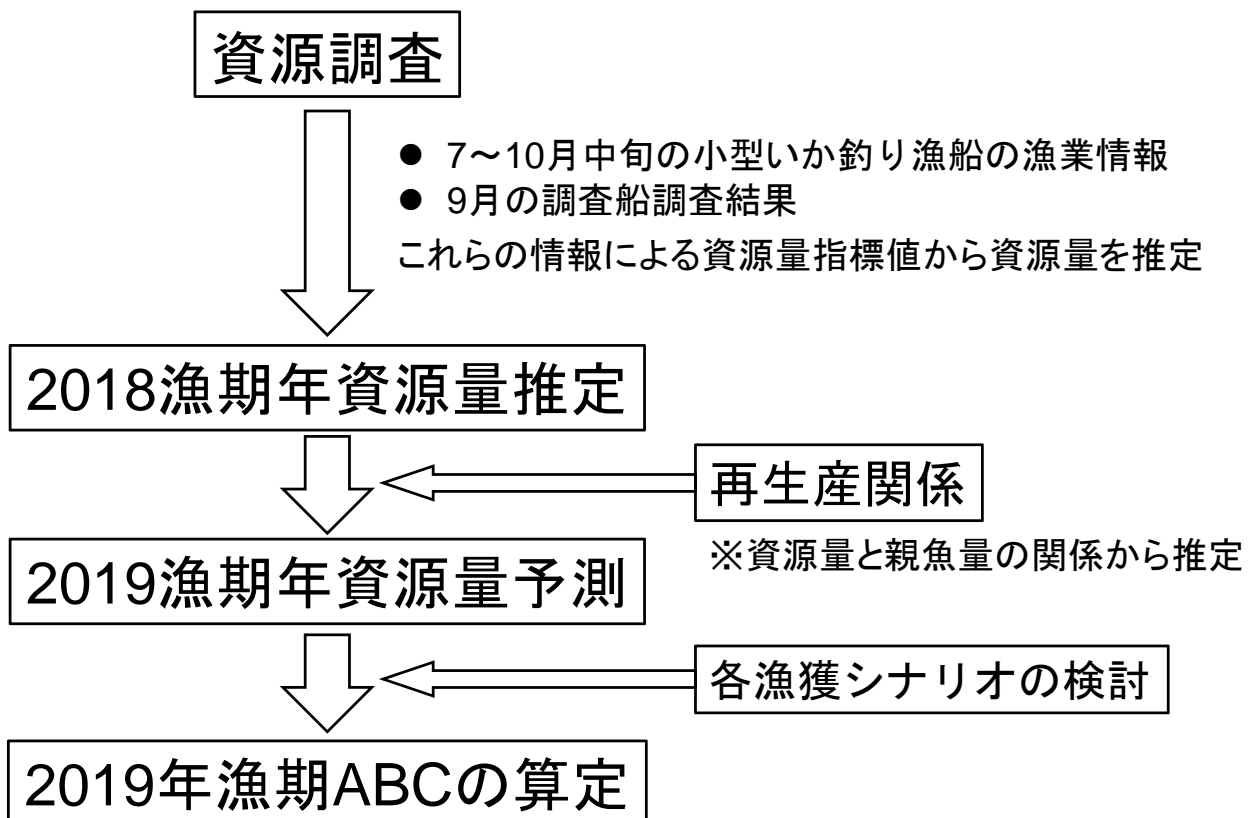 資源調査
● 7～10月中旬の小型いか釣り漁船の漁業情報
● 9月の調査船調査結果
これらの情報による資源量指標値から資源量を推定
2018漁期年資源量推定
再生産関係
※資源量と親魚量の関係から推定
2019漁期年資源量予測
各漁獲シナリオの検討
2019年漁期ABCの算定